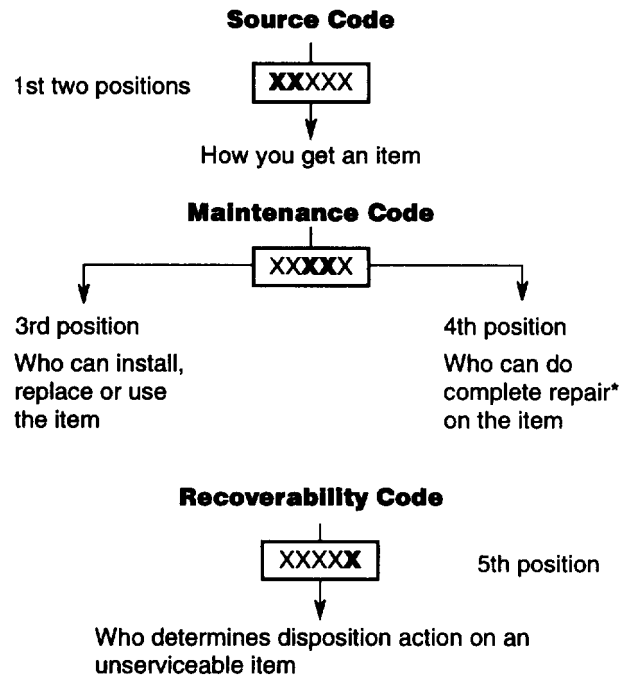 Source Code
1st two positions
XXXXX
How you get an item
Maintenance Code
XXXXX
3rd position
Who can install,
replace or use
the item
4th position
Who can do
complete repair*
on the item
Recoverability Code
XXXXX
5th position
Who determines disposition action on an
unserviceable item